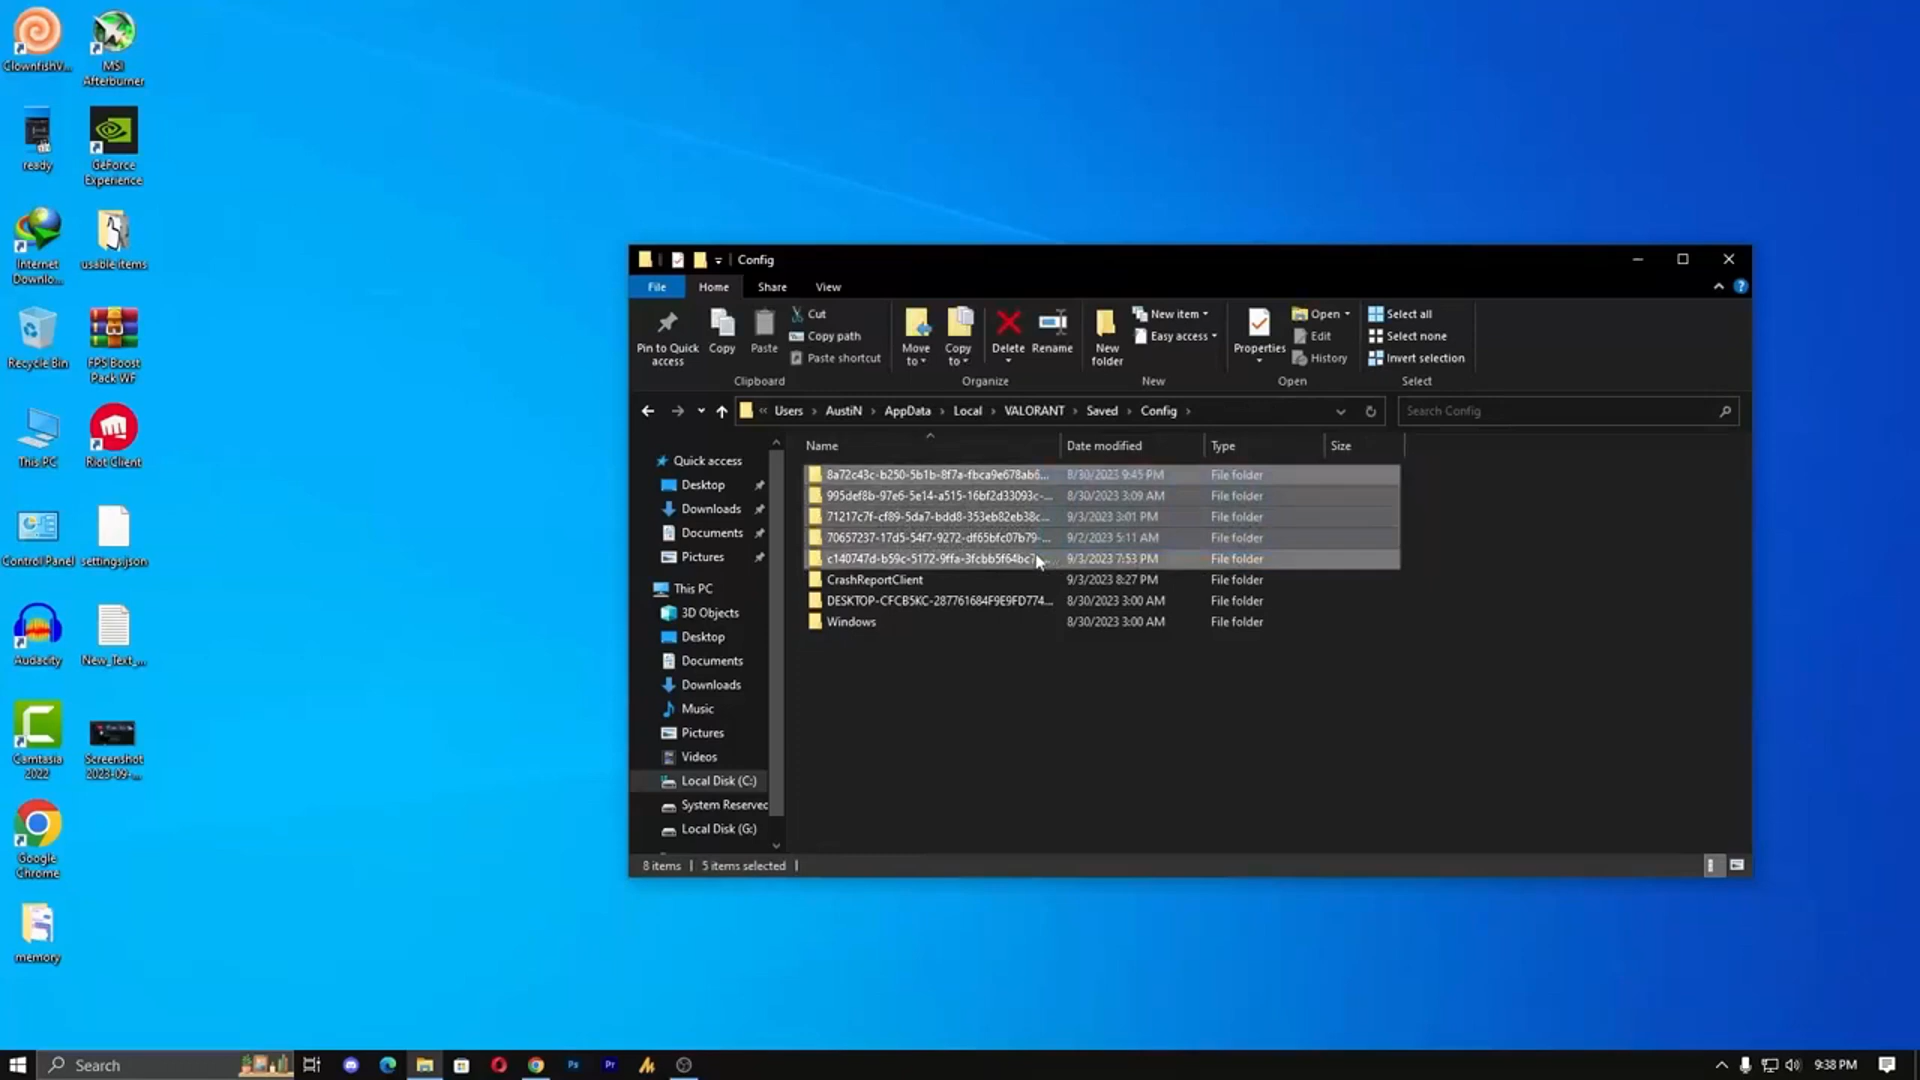 ClownfishV...
MSI
Afterburner
ready
GeForce
Experience
Internet
Downlo...
usable items
Recycle Bin
FPS Boost
Pack WF
This PC
Riot Client
Control Panel
settings.json
Audacity
New_Text_...
Camtasia
2022
Screenshot
2023-09-...
Google
Chrome
memory
Config
File
Home
Share
View
Pin to Quick
access
Copy
Paste
Cut
Copy path
Paste shortcut
Clipboard
Move
to
Copy
to
Delete
Rename
Organize
New
folder
New item
Easy access
New
Properties
Open
Edit
History
Open
Select all
Select none
Invert selection
Select
« Users > AustiN > AppData > Local > VALORANT > Saved > Config >
Search Config
Quick access
Desktop
Downloads
Documents
Pictures
This PC
3D Objects
Desktop
Documents
Downloads
Music
Pictures
Videos
Local Disk (C:)
System Reserved
Local Disk (G:)
Name Date modified Type Size
8a72c43c-b250-5b1b-8f7a-fbca9e678ab6... 8/30/2023 9:45 PM File folder
995def8b-97e6-5e14-a515-16bf2d33093c-... 8/30/2023 3:09 AM File folder
71217c7f-cf89-5da7-bdd8-353eb82eb38c... 9/3/2023 3:01 PM File folder
70657237-17d5-54f7-9272-df65bfc07b79-... 9/2/2023 5:11 AM File folder
c140747d-b59c-5172-9ffa-3fcbb5f64bc7 9/3/2023 7:53 PM File folder
CrashReportClient 9/3/2023 8:27 PM File folder
DESKTOP-CFCB5KC-287761684F9E9FD774... 8/30/2023 3:00 AM File folder
Windows 8/30/2023 3:00 AM File folder
8 items | 5 items selected |
Search
Ps
Pr
9:38 PM